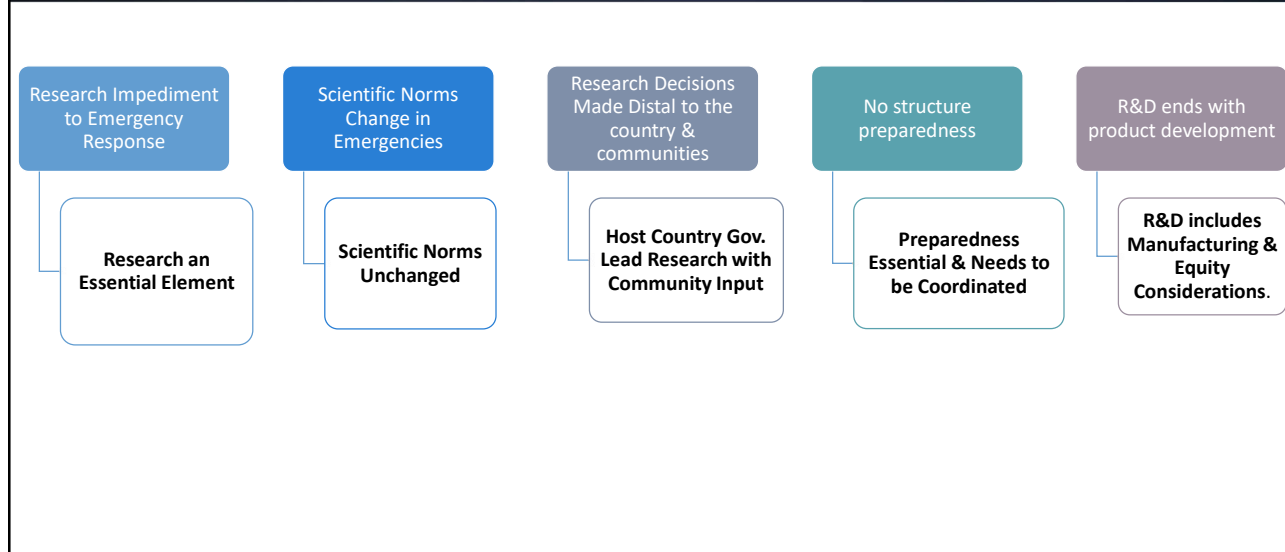 Research Impediment
to Emergency
Response
Scientific Norms
Change in
Emergencies
Research Decisions
Made Distal to the
country &
communities
No structure
preparedness
R&D ends with
product development
Research an
Essential Element
Scientific Norms
Unchanged
Host Country Gov.
Lead Research with
Community Input
Preparedness
Essential & Needs to
be Coordinated
R&D includes
Manufacturing &
Equity
Considerations.